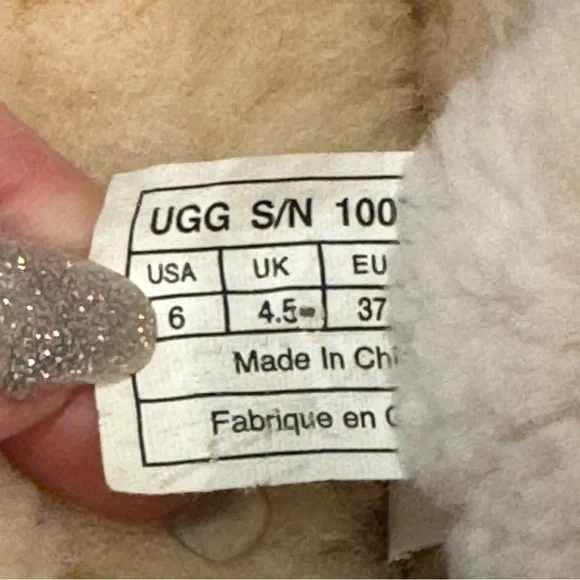 UGG S/N 100
USA UK EU
6 4.5 37
Made In Chi
Fabrique en C